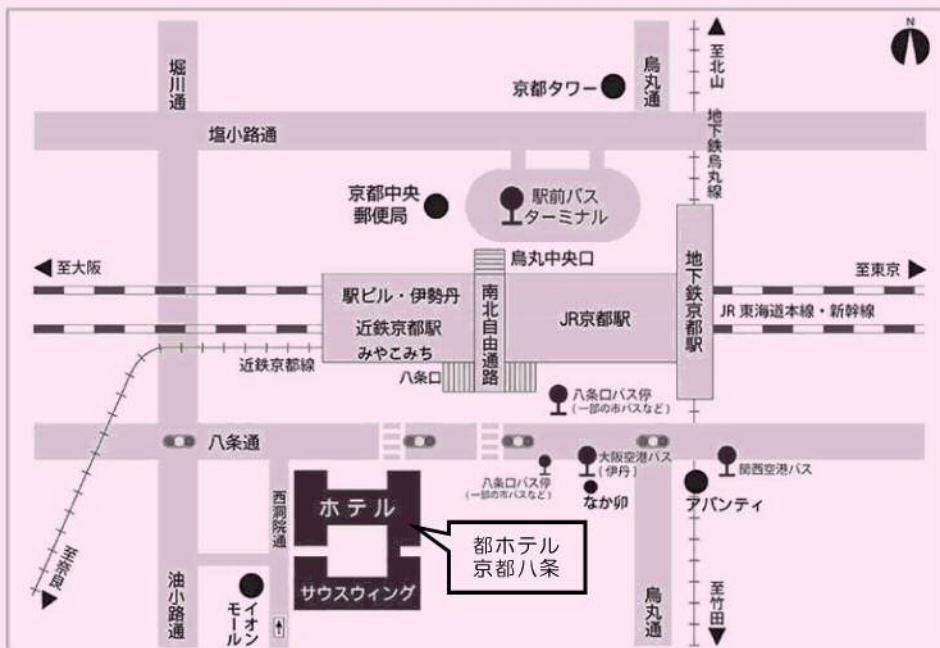 N
堀川通
烏丸通
至北山
京都タワー
地下鉄烏丸線
塩小路通
京都中央
郵便局
駅前バス
ターミナル
烏丸中央口
至大阪
至東京
駅ビル・伊勢丹
近鉄京都駅
みやこみち
南北自由通路
JR京都駅
地下鉄京都駅
JR東海道本線・新幹線
近鉄京都線
八条口
八条口バス停
(一部の市バスなど)
八条通
大阪空港バス
(伊丹)
関西空港バス
八条口バス停
(一部の市バスなど)
なか卯
アバンティ
西洞院通
ホテル
都ホテル
京都八条
サウスウィング
至奈良
油小路通
イオン
モール
烏丸通
至竹田